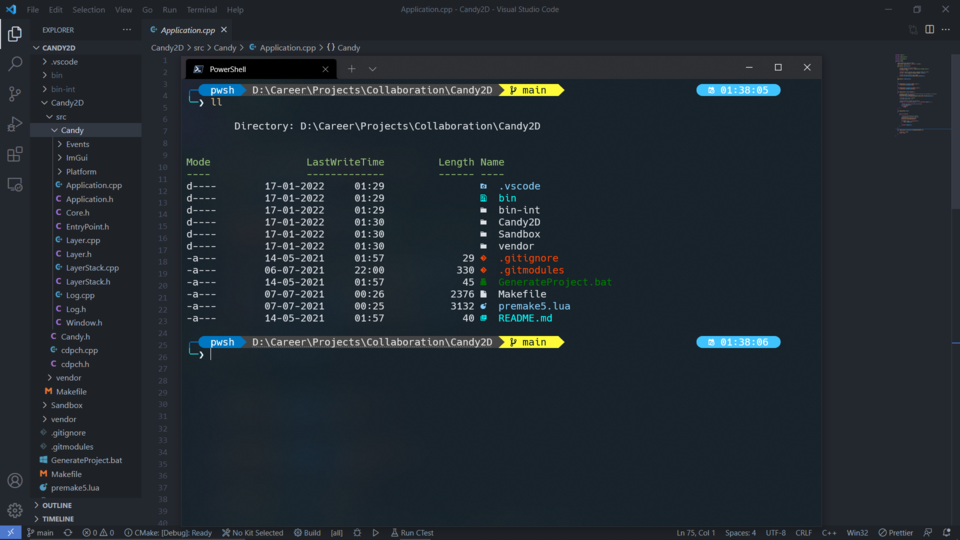 File Edit Selection View Go Run Terminal Help Application.cpp - Candy2D - Visual Studio Code
EXPLORER ...
CANDY2D
.vscode
bin
bin-int
Candy2D
src
Candy
Events
ImGui
Platform
Application.cpp
Application.h
Core.h
EntryPoint.h
Layer.cpp
Layer.h
LayerStack.cpp
LayerStack.h
Log.cpp
Log.h
Window.h
Candy.h
cdpch.cpp
cdpch.h
vendor
Makefile
Sandbox
vendor
.gitignore
.gitmodules
GenerateProject.bat
Makefile
premake5.lua
OUTLINE
TIMELINE
Application.cpp
Candy2D > src > Candy > Application.cpp > {} Candy
1
2
3
4
5
6
7
8
9
10
11
12
13
14
15
16
17
18
19
20
21
22
23
24
25
26
27
28
29
30
31
32
33
34
35
36
37
38
39
PowerShell
pwsh D:\Career\Projects\Collaboration\Candy2D main 01:38:05
❯ ll
Directory: D:\Career\Projects\Collaboration\Candy2D
Mode LastWriteTime Length Name
---- ------------- ------ ----
d---- 17-01-2022 01:29 .vscode
d---- 17-01-2022 01:29 bin
d---- 17-01-2022 01:29 bin-int
d---- 17-01-2022 01:30 Candy2D
d---- 17-01-2022 01:30 Sandbox
d---- 17-01-2022 01:30 vendor
-a--- 14-05-2021 01:57 29 .gitignore
-a--- 06-07-2021 22:00 330 .gitmodules
-a--- 14-05-2021 01:57 45 GenerateProject.bat
-a--- 07-07-2021 00:26 2376 Makefile
-a--- 07-07-2021 00:25 3132 premake5.lua
-a--- 14-05-2021 01:57 40 README.md
pwsh D:\Career\Projects\Collaboration\Candy2D main 01:38:06
❯
main 0 0 CMake: [Debug]: Ready No Kit Selected Build [all] Run CTest Ln 75, Col 1 Spaces: 4 UTF-8 CRLF C++ Win32 Prettier